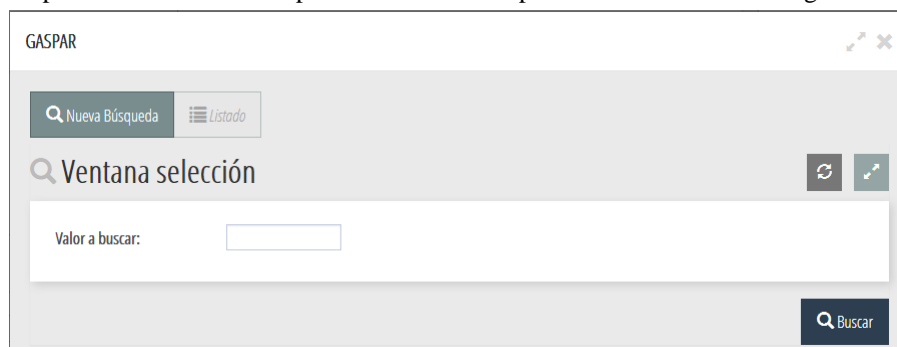 GASPAR
Nueva Búsqueda Listado
Ventana selección
Valor a buscar:
Buscar